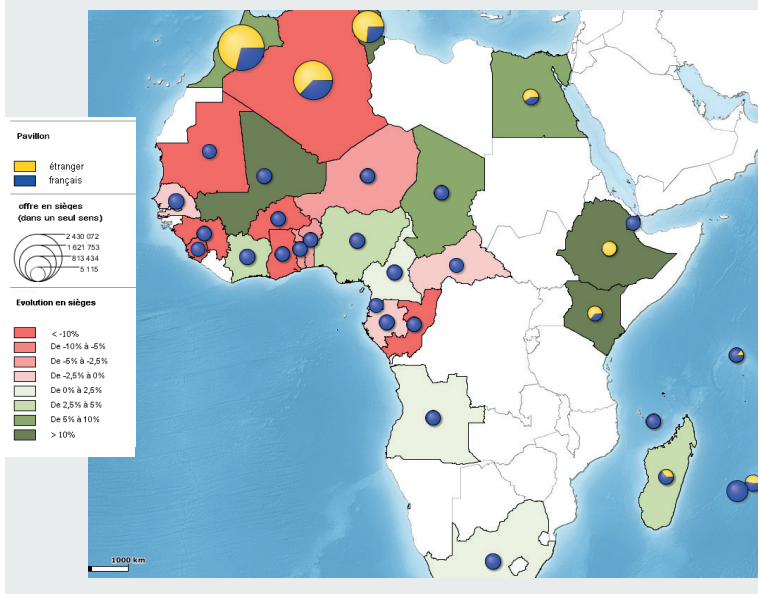 Pavillon
étranger
français
offre en sièges
(dans un seul sens)
2 430 072
1 621 753
813 434
5 115
Evolution en sièges
< -10%
De -10% à -5%
De -5% à -2,5%
De -2,5% à 0%
De 0% à 2,5%
De 2,5% à 5%
De 5% à 10%
> 10%
1000 km